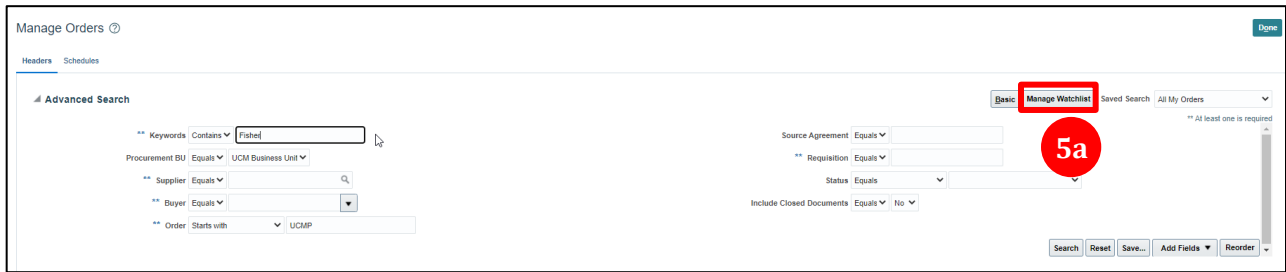 Manage Orders ?
Done
Headers Schedules
Advanced Search
Basic Manage Watchlist Saved Search All My Orders
** At least one is required
5a
** Keywords Contains Fisher
Source Agreement Equals
Procurement BU Equals UCM Business Unit
** Requisition Equals
** Supplier Equals
Status Equals
** Buyer Equals
Include Closed Documents Equals No
** Order Starts with UCMP
Search Reset Save... Add Fields Reorder